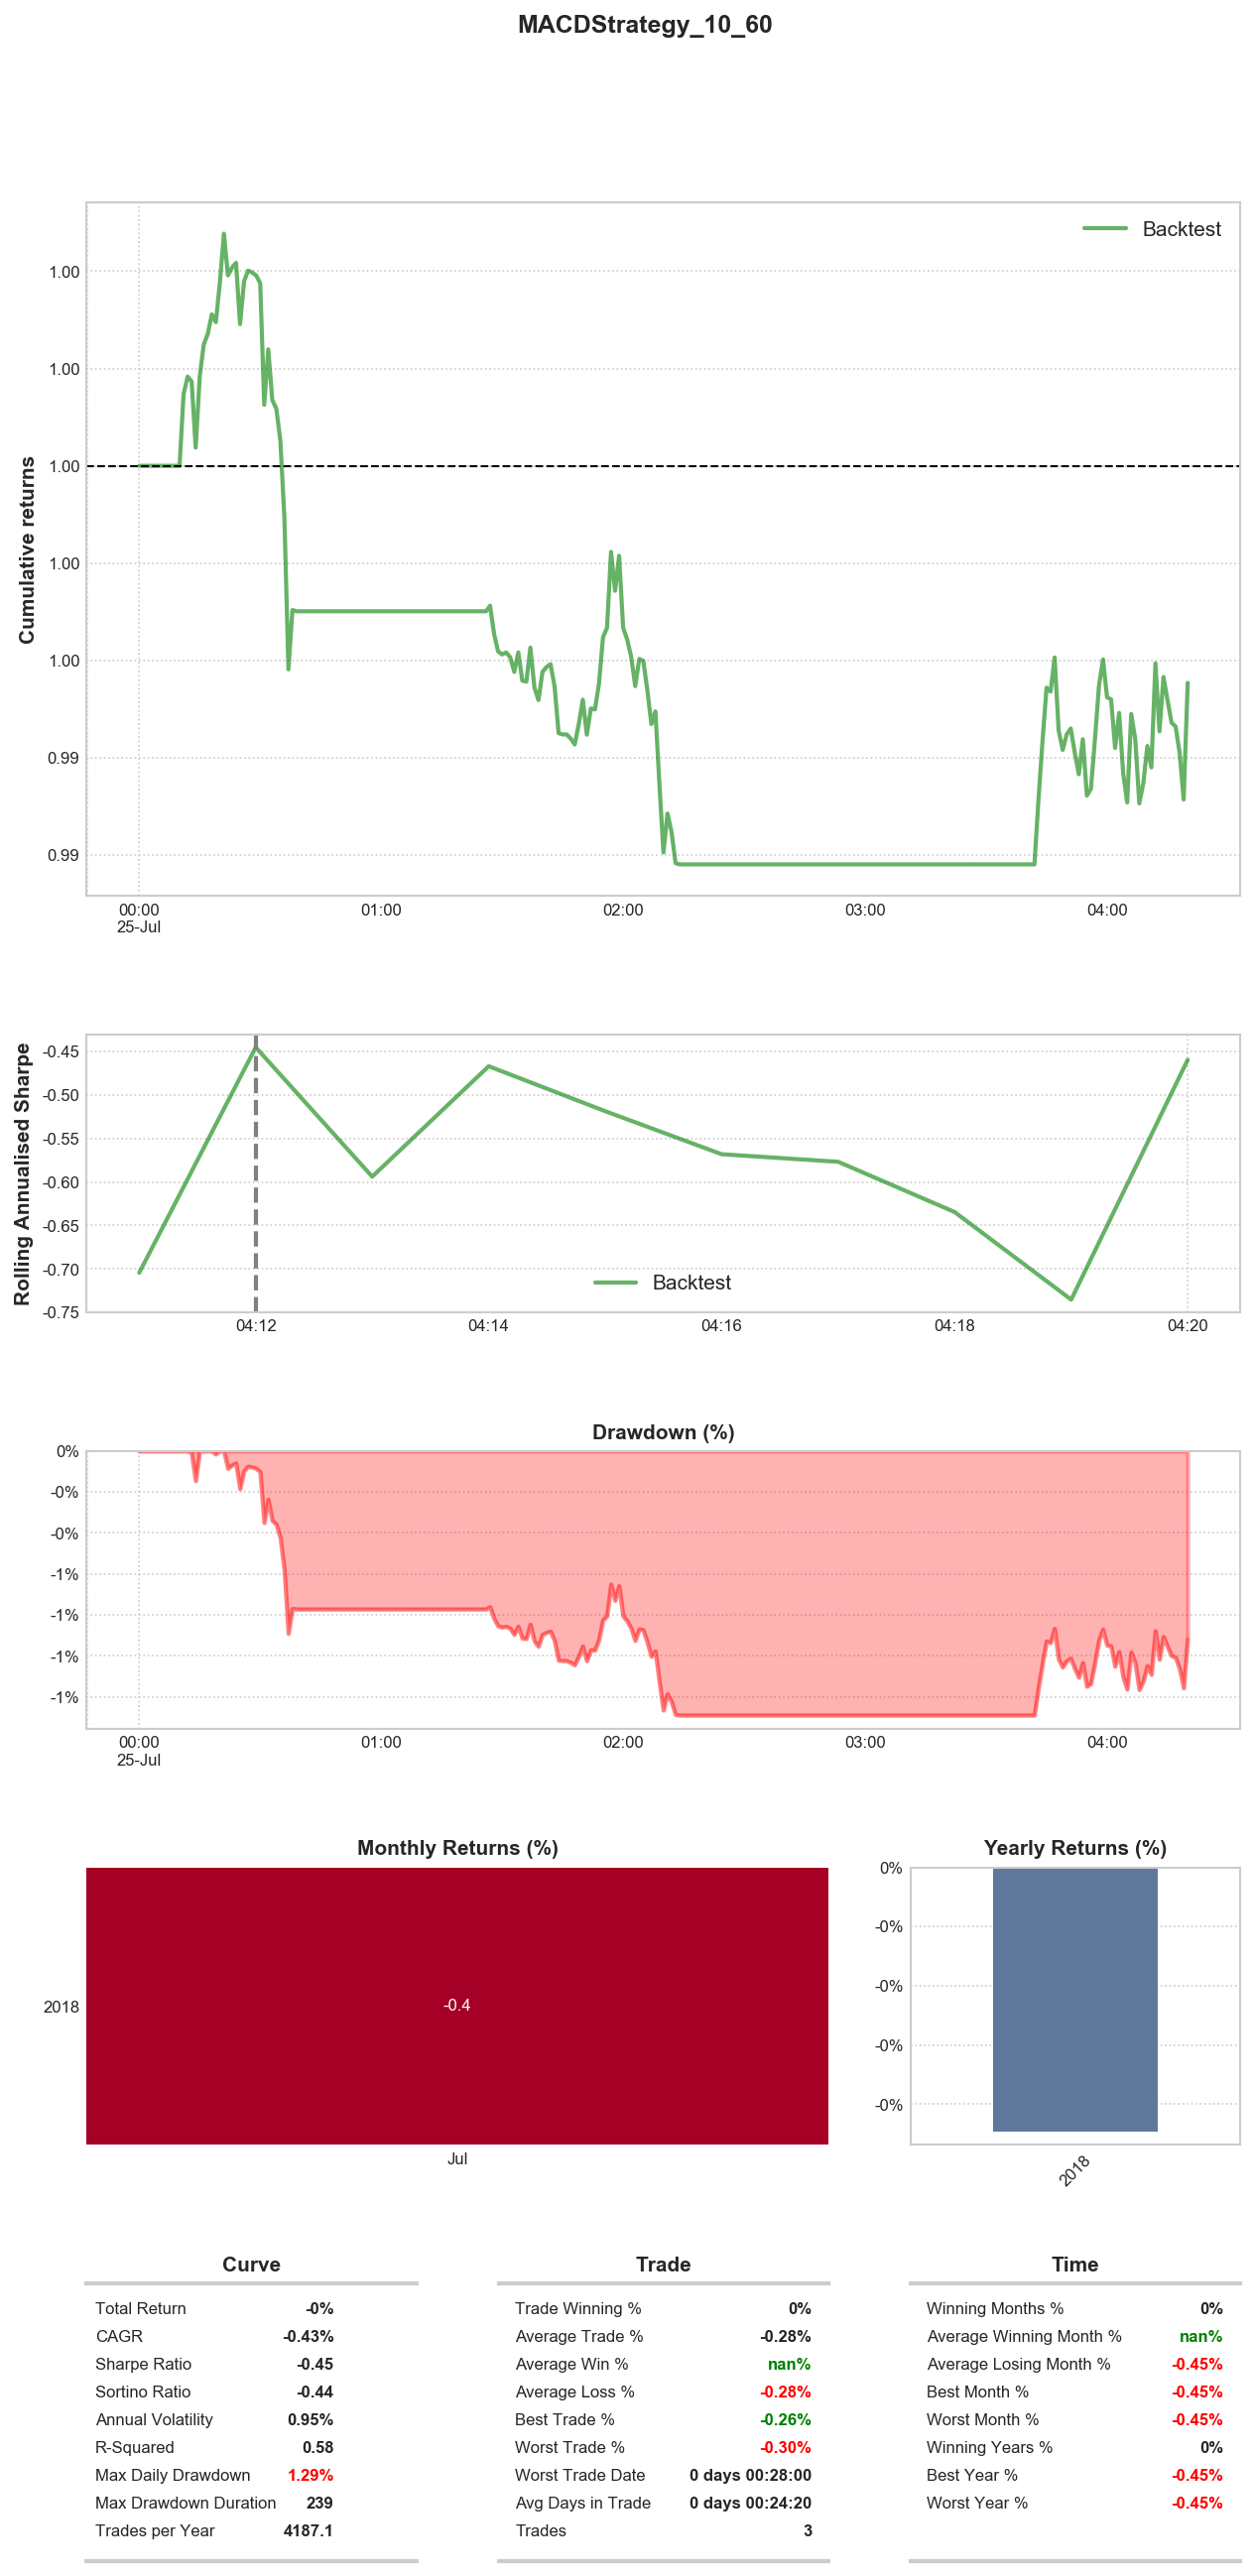 MACDStrategy_10_60
Cumulative returns
Backtest
1.00
1.00
1.00
1.00
1.00
0.99
0.99
00:00 01:00 02:00 03:00 04:00
25-Jul
Rolling Annualised Sharpe
-0.45
-0.50
-0.55
-0.60
-0.65
-0.70
-0.75
Backtest
04:12 04:14 04:16 04:18 04:20
Drawdown (%)
0%
-0%
-0%
-1%
-1%
-1%
-1%
00:00 01:00 02:00 03:00 04:00
25-Jul
Monthly Returns (%)
2018
-0.4
Jul
Yearly Returns (%)
0%
-0%
-0%
-0%
-0%
2018
Curve
Total Return -0%
CAGR -0.43%
Sharpe Ratio -0.45
Sortino Ratio -0.44
Annual Volatility 0.95%
R-Squared 0.58
Max Daily Drawdown 1.29%
Max Drawdown Duration 239
Trades per Year 4187.1
Trade
Trade Winning % 0%
Average Trade % -0.28%
Average Win % nan%
Average Loss % -0.28%
Best Trade % -0.26%
Worst Trade % -0.30%
Worst Trade Date 0 days 00:28:00
Avg Days in Trade 0 days 00:24:20
Trades 3
Time
Winning Months % 0%
Average Winning Month % nan%
Average Losing Month % -0.45%
Best Month % -0.45%
Worst Month % -0.45%
Winning Years % 0%
Best Year % -0.45%
Worst Year % -0.45%